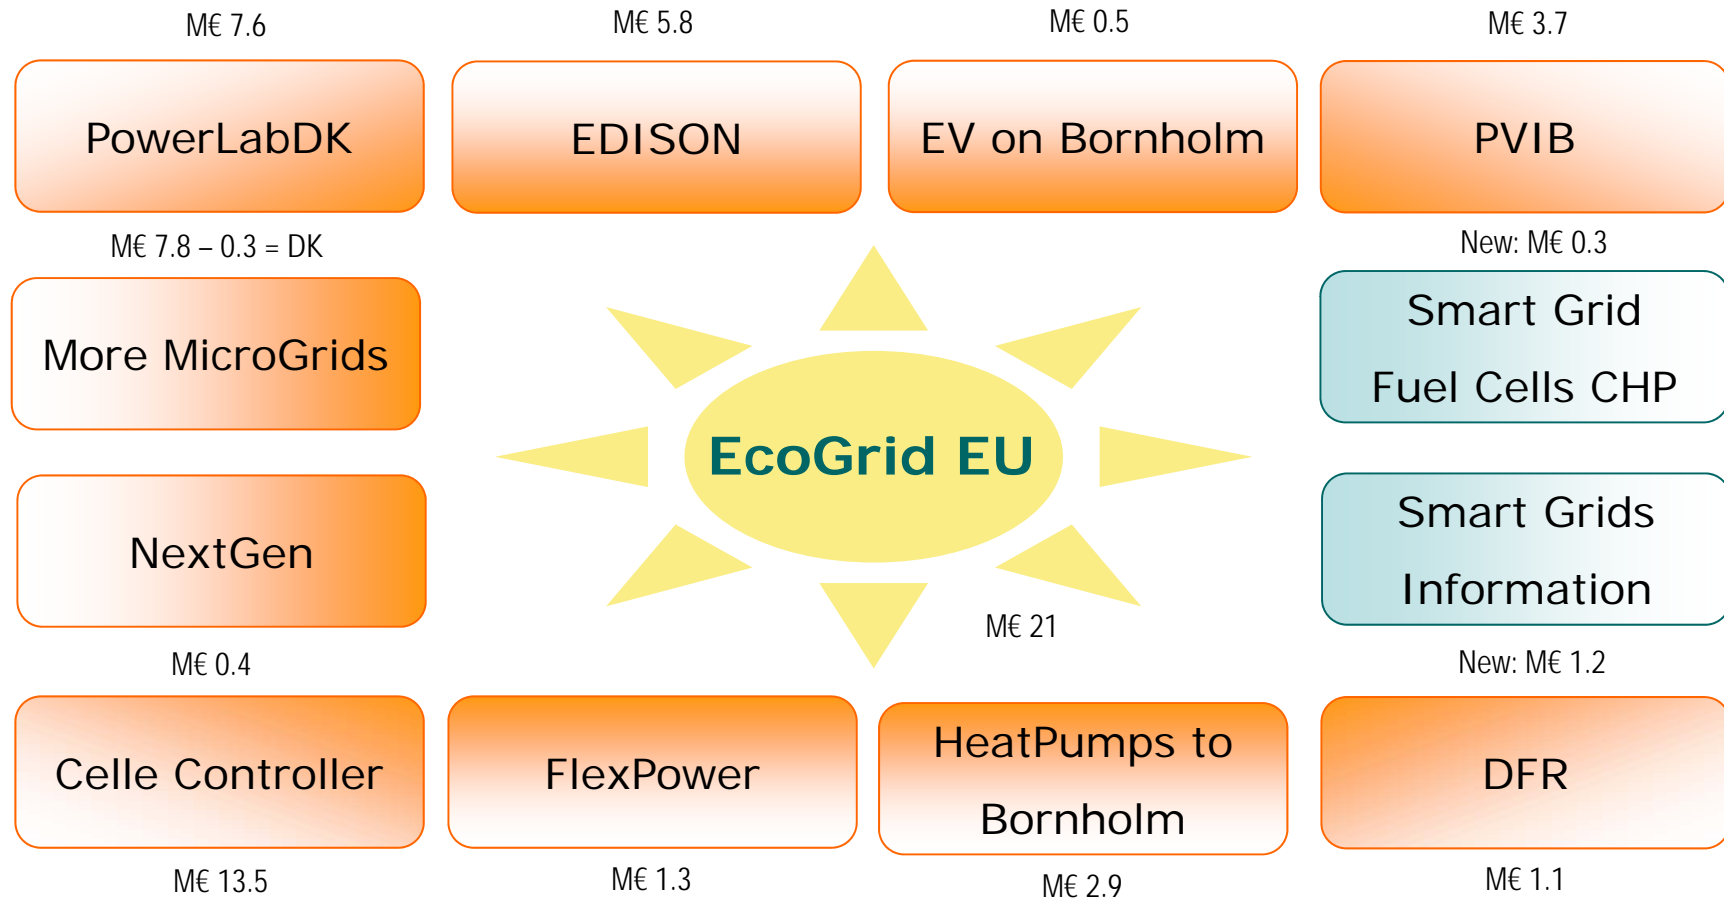 M€ 7.6
M€ 5.8
M€ 0.5
M€ 3.7
PowerLabDK
EDISON
EV on Bornholm
PVIB
M€ 7.8 – 0.3 = DK
New: M€ 0.3
More MicroGrids
Smart Grid
Fuel Cells CHP
EcoGrid EU
NextGen
Smart Grids
Information
M€ 21
M€ 0.4
New: M€ 1.2
Celle Controller
FlexPower
HeatPumps to
Bornholm
DFR
M€ 13.5
M€ 1.3
M€ 2.9
M€ 1.1